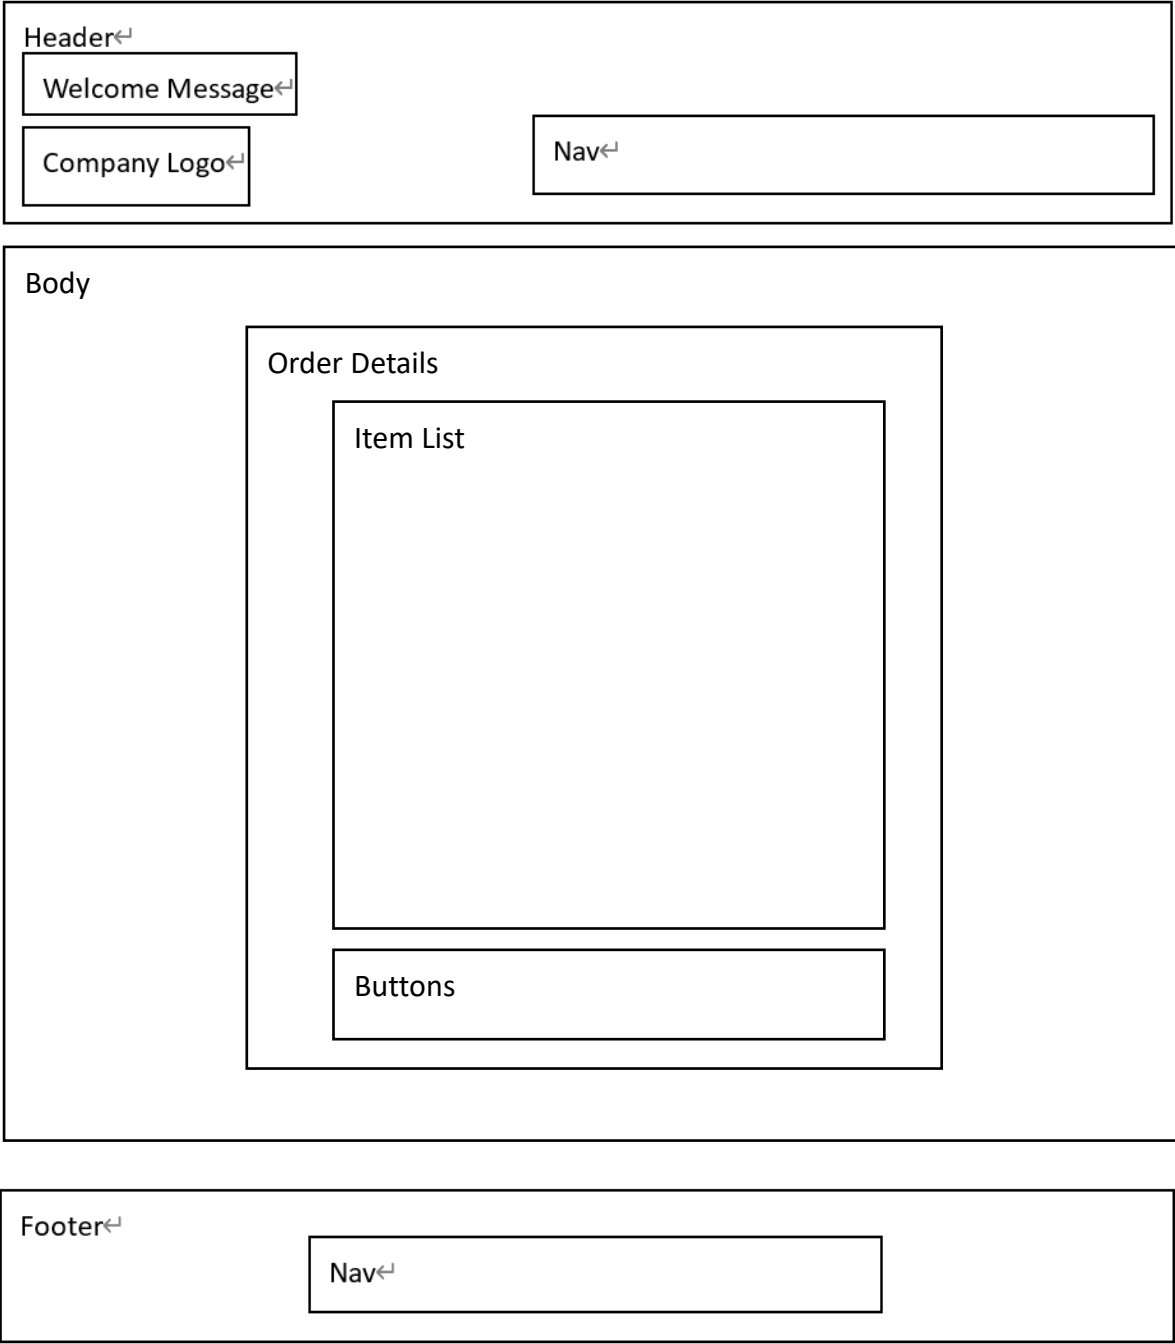 Header↵
Welcome Message↵
Company Logo↵
Nav↵
Body
Order Details
Item List
Buttons
Footer↵
Nav↵